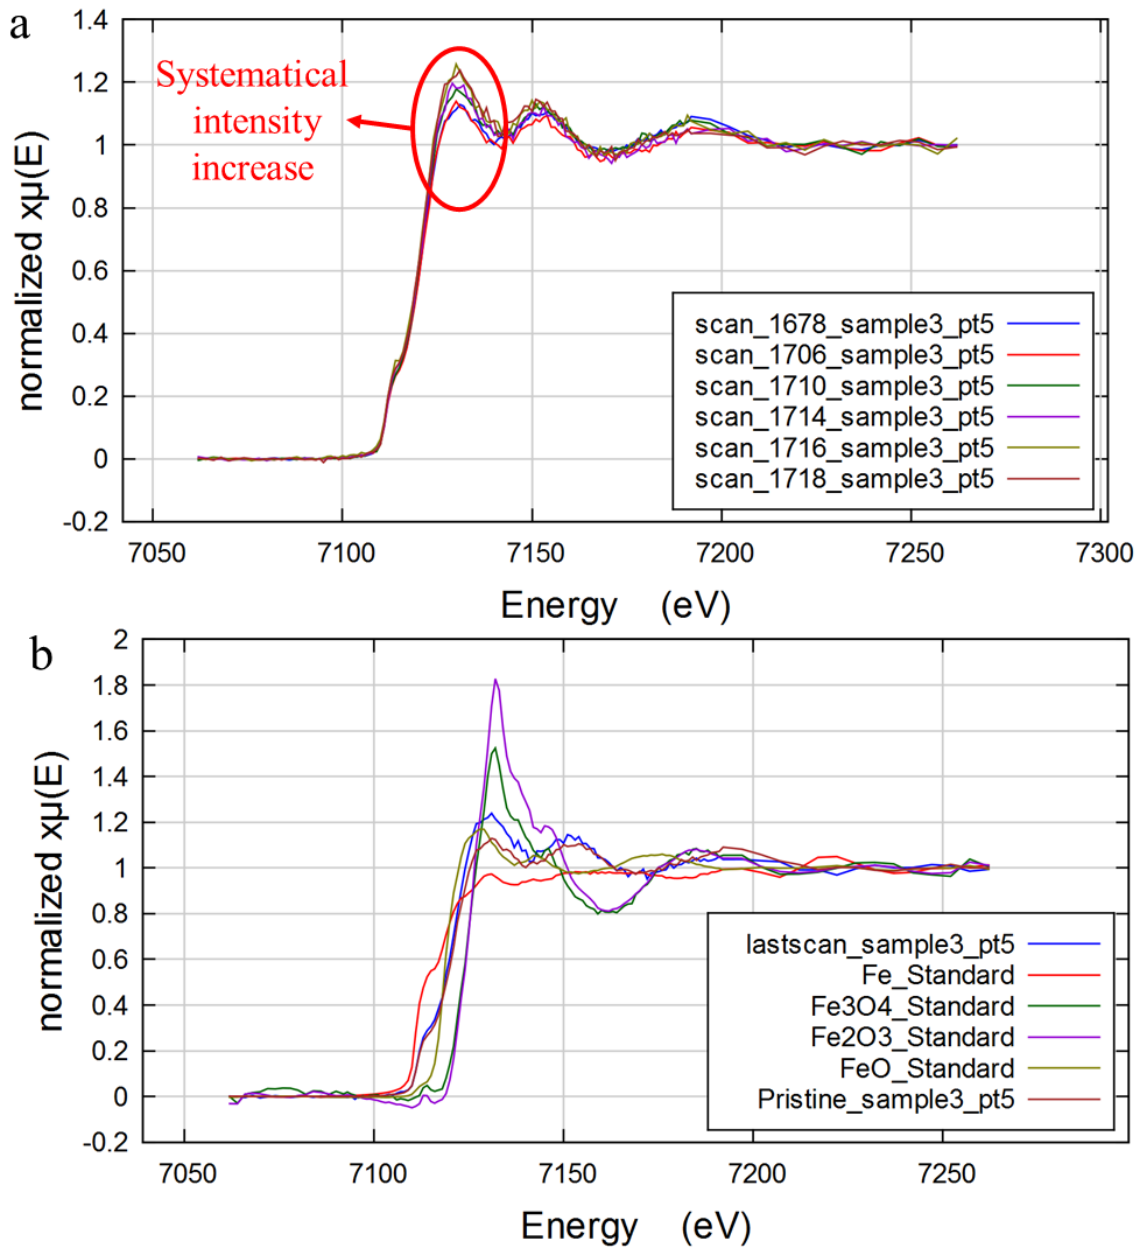 a
1.4
1.2
1
0.8
0.6
0.4
0.2
0
-0.2
normalized xµ(E)
Systematical
intensity
increase
scan_1678_sample3_pt5
scan_1706_sample3_pt5
scan_1710_sample3_pt5
scan_1714_sample3_pt5
scan_1716_sample3_pt5
scan_1718_sample3_pt5
7050 7100 7150 7200 7250 7300
Energy (eV)
b
2
1.8
1.6
1.4
1.2
1
0.8
0.6
0.4
0.2
0
-0.2
normalized xµ(E)
lastscan_sample3_pt5
Fe_Standard
Fe3O4_Standard
Fe2O3_Standard
FeO_Standard
Pristine_sample3_pt5
7050 7100 7150 7200 7250
Energy (eV)